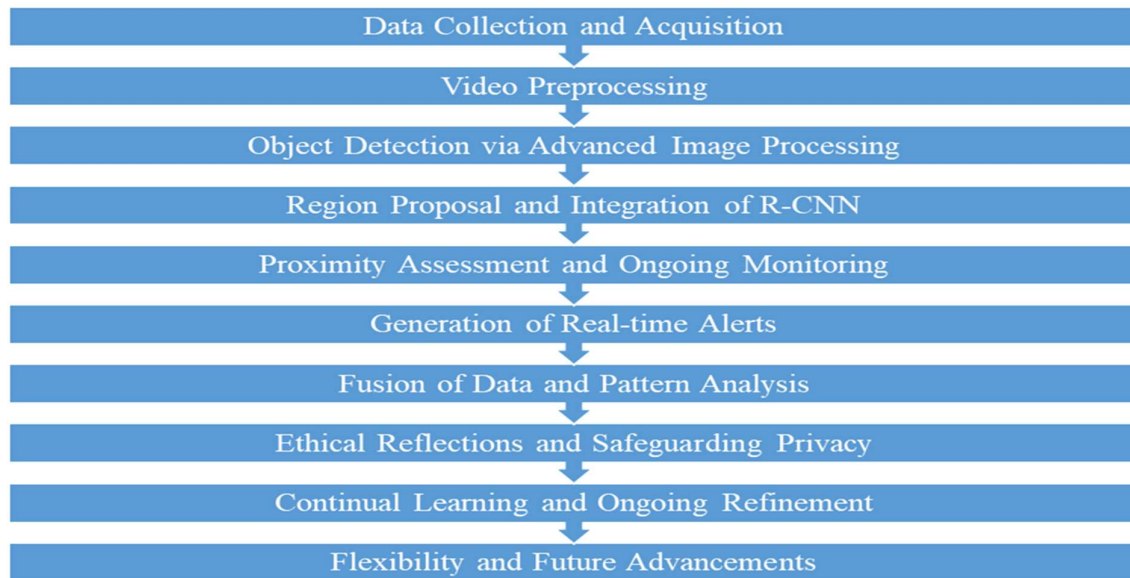 Data Collection and Acquisition
Video Preprocessing
Object Detection via Advanced Image Processing
Region Proposal and Integration of R-CNN
Proximity Assessment and Ongoing Monitoring
Generation of Real-time Alerts
Fusion of Data and Pattern Analysis
Ethical Reflections and Safeguarding Privacy
Continual Learning and Ongoing Refinement
Flexibility and Future Advancements